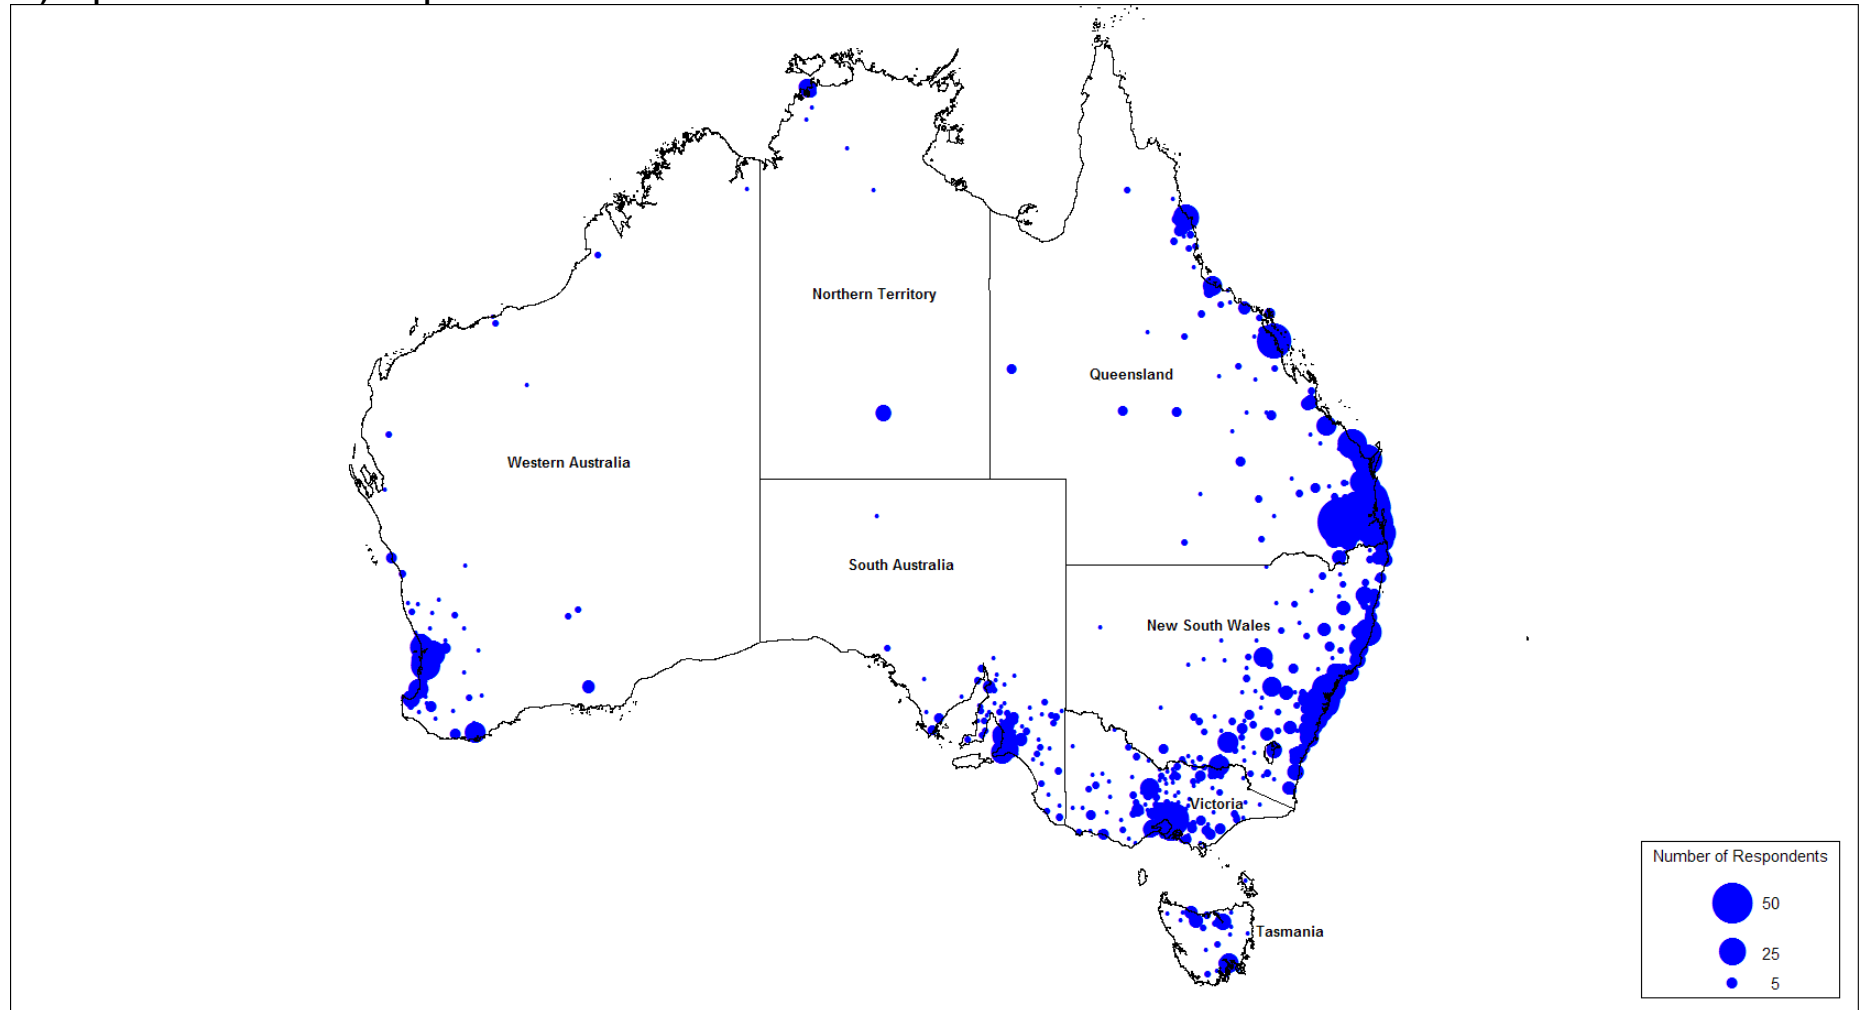 Northern Territory
Queensland
Western Australia
South Australia
New South Wales
Victoria
Tasmania
Number of Respondents
50
25
5